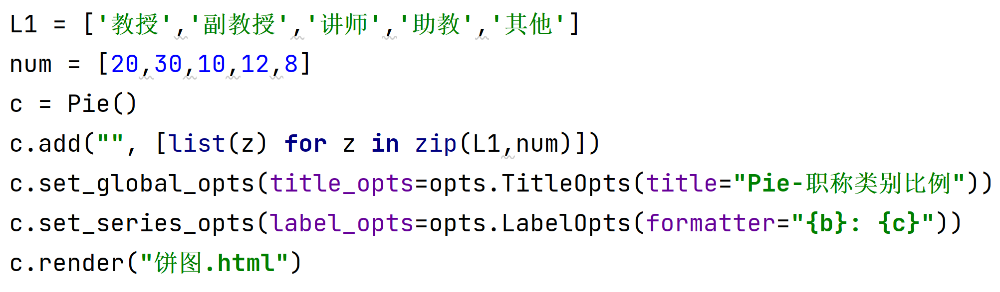 L1 = ['教授','副教授','讲师','助教','其他']
num = [20,30,10,12,8]
c = Pie()
c.add("", [list(z) for z in zip(L1,num)])
c.set_global_opts(title_opts=opts.TitleOpts(title="Pie-职称类别比例"))
c.set_series_opts(label_opts=opts.LabelOpts(formatter="{b}: {c}"))
c.render("饼图.html")